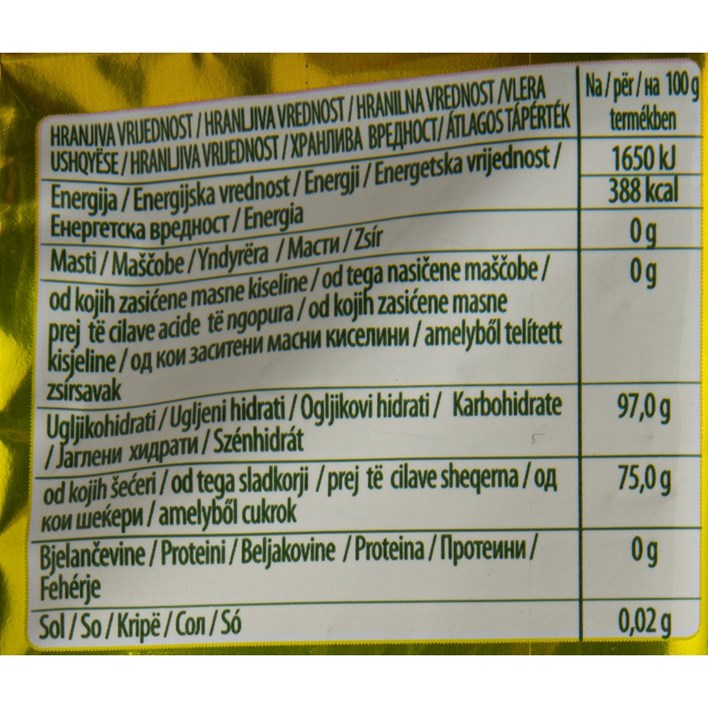 HRANJIVA VRIJEDNOST / HRANLJIVA VREDNOST / HRANILNA VREDNOST /VLERA
USHQYËSE / HRANLJIVA VRIJEDNOST / ХРАНЛИВА ВРЕДНОСТ/ ÁTLAGOS TÁPÉRTÉK
Na / për / на 100 g
termékben
Energija / Energijska vrednost / Energji / Energetska vrijednost /
Енергетска вредност / Energia
1650 kJ
388 kcal
Masti / Maščobe / Yndyrëra / Масти / Zsír
0 g
od kojih zasićene masne kiseline / od tega nasičene maščobe /
prej të cilave acide të ngopura / od kojih zasićene masne
kisjeline / од кои заситени масни киселини / amelyből telített
zsírsavak
0 g
Ugljikohidrati / Ugljeni hidrati / Ogljikovi hidrati / Karbohidrate
/ Јаглени хидрати / Szénhidrát
97,0 g
od kojih šećeri / od tega sladkorji / prej të cilave sheqerna / од
кои шеќери / amelyből cukrok
75,0 g
Bjelančevine / Proteini / Beljakovine / Proteina / Протеини /
Fehérje
0 g
Sol / So / Kripë / Сол / Só
0,02 g